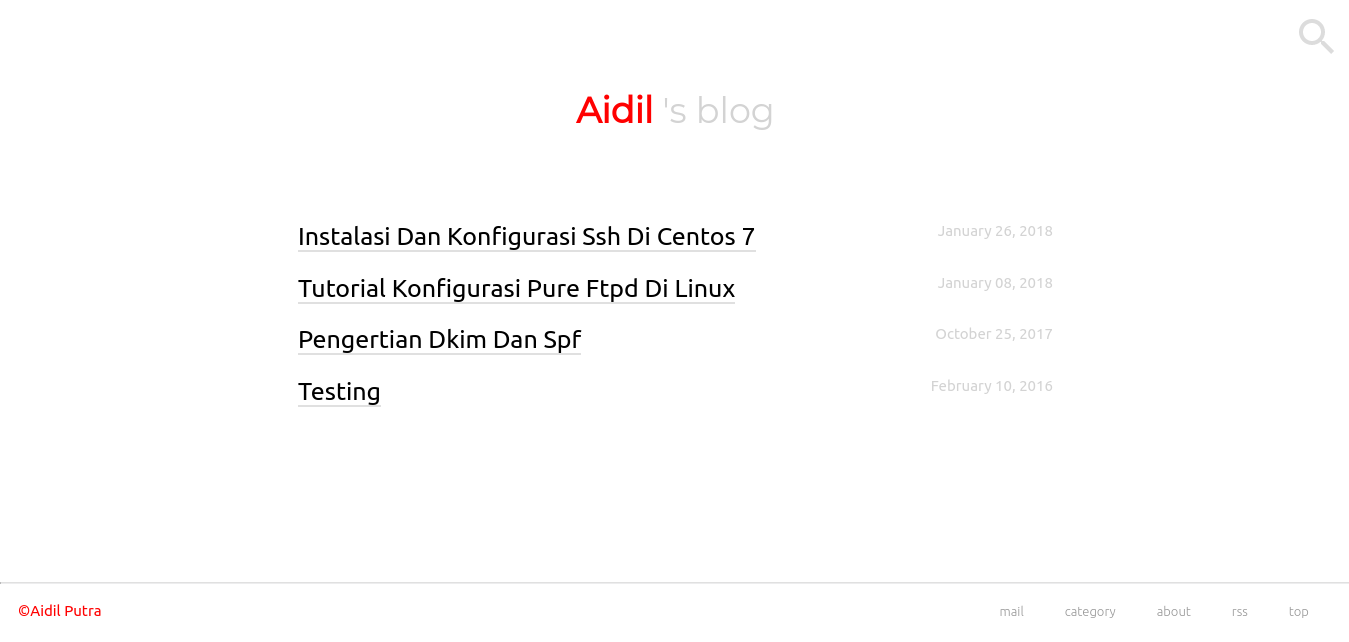 Aidil 's blog
Instalasi Dan Konfigurasi Ssh Di Centos 7 January 26, 2018
Tutorial Konfigurasi Pure Ftpd Di Linux January 08, 2018
Pengertian Dkim Dan Spf October 25, 2017
Testing February 10, 2016
©Aidil Putra mail category about rss top